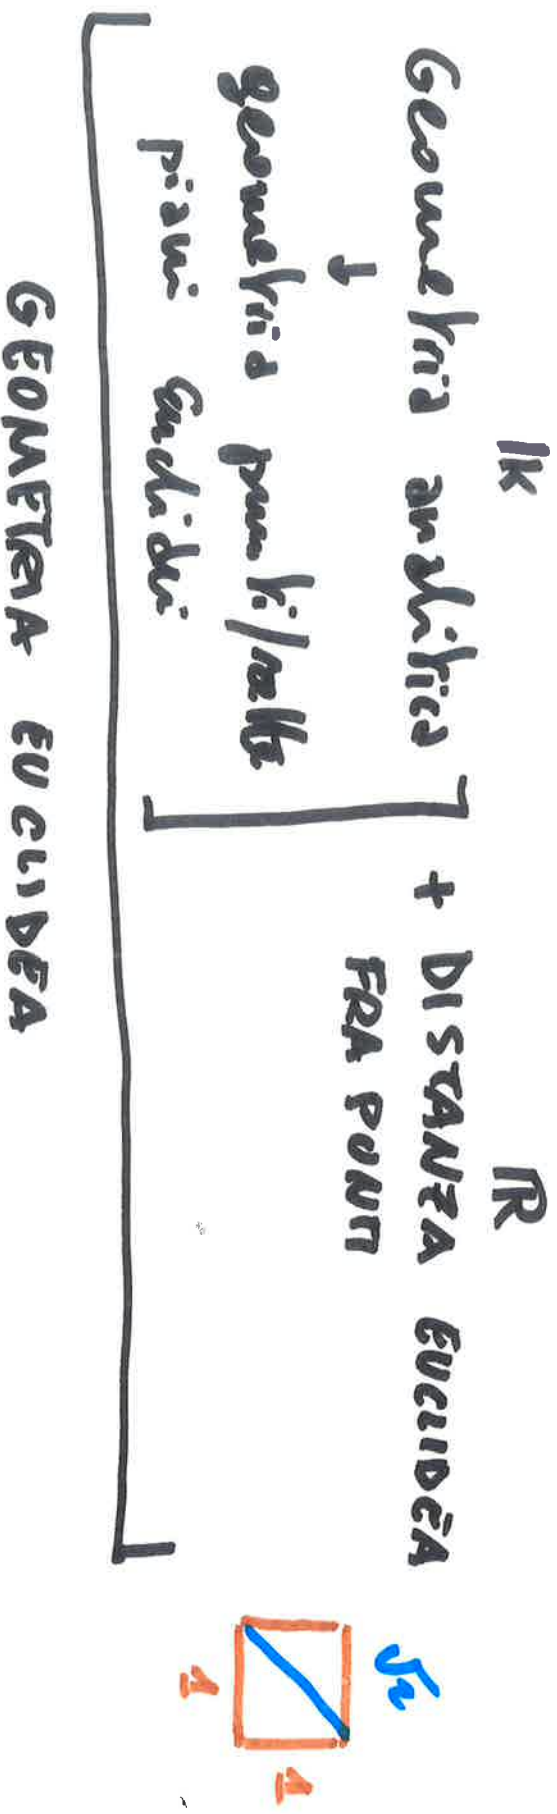 𝕂 ℝ
Geometria analitica + DISTANZA EUCLIDEA
↓ FRA PUNTI
geometria punti/rette
piani Euclidei
GEOMETRIA EUCLIDEA
√2
1
1